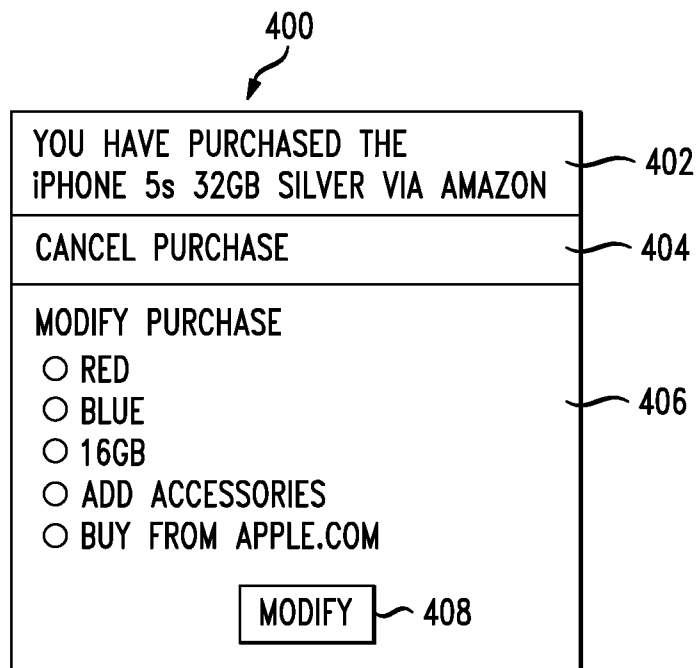 400
YOU HAVE PURCHASED THE
iPHONE 5s 32GB SILVER VIA AMAZON
402
CANCEL PURCHASE
404
MODIFY PURCHASE
RED
BLUE
406
16GB
ADD ACCESSORIES
BUY FROM APPLE.COM
MODIFY
408